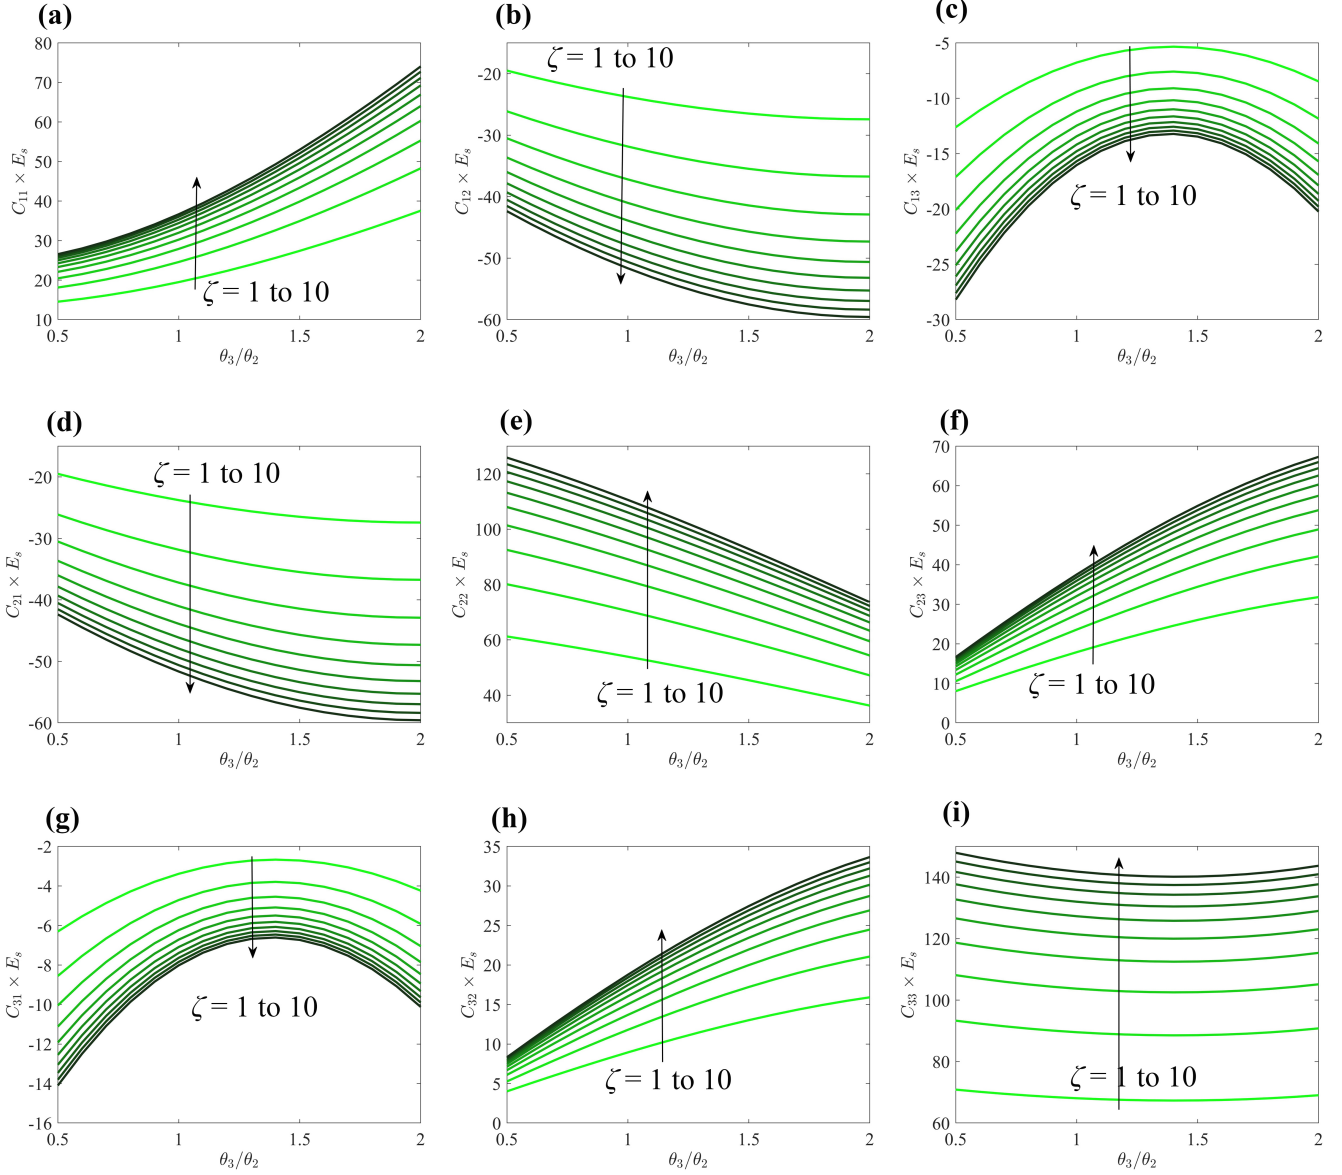 (a)
80
70
60
50
40
30
20
10
C₁₁ × Eₛ
ζ = 1 to 10
0.5 1 1.5 2
θ₃/θ₂
(b)
-20
-30
-40
-50
-60
C₁₂ × Eₛ
ζ = 1 to 10
0.5 1 1.5 2
θ₃/θ₂
(c)
-5
-10
-15
-20
-25
-30
C₁₃ × Eₛ
ζ = 1 to 10
0.5 1 1.5 2
θ₃/θ₂
(d)
-20
-30
-40
-50
-60
C₂₁ × Eₛ
ζ = 1 to 10
0.5 1 1.5 2
θ₃/θ₂
(e)
120
100
80
60
40
C₂₂ × Eₛ
ζ = 1 to 10
0.5 1 1.5 2
θ₃/θ₂
(f)
70
60
50
40
30
20
10
0
C₂₃ × Eₛ
ζ = 1 to 10
0.5 1 1.5 2
θ₃/θ₂
(g)
-2
-4
-6
-8
-10
-12
-14
-16
C₃₁ × Eₛ
ζ = 1 to 10
0.5 1 1.5 2
θ₃/θ₂
(h)
35
30
25
20
15
10
5
0
C₃₂ × Eₛ
ζ = 1 to 10
0.5 1 1.5 2
θ₃/θ₂
(i)
140
120
100
80
60
C₃₃ × Eₛ
ζ = 1 to 10
0.5 1 1.5 2
θ₃/θ₂